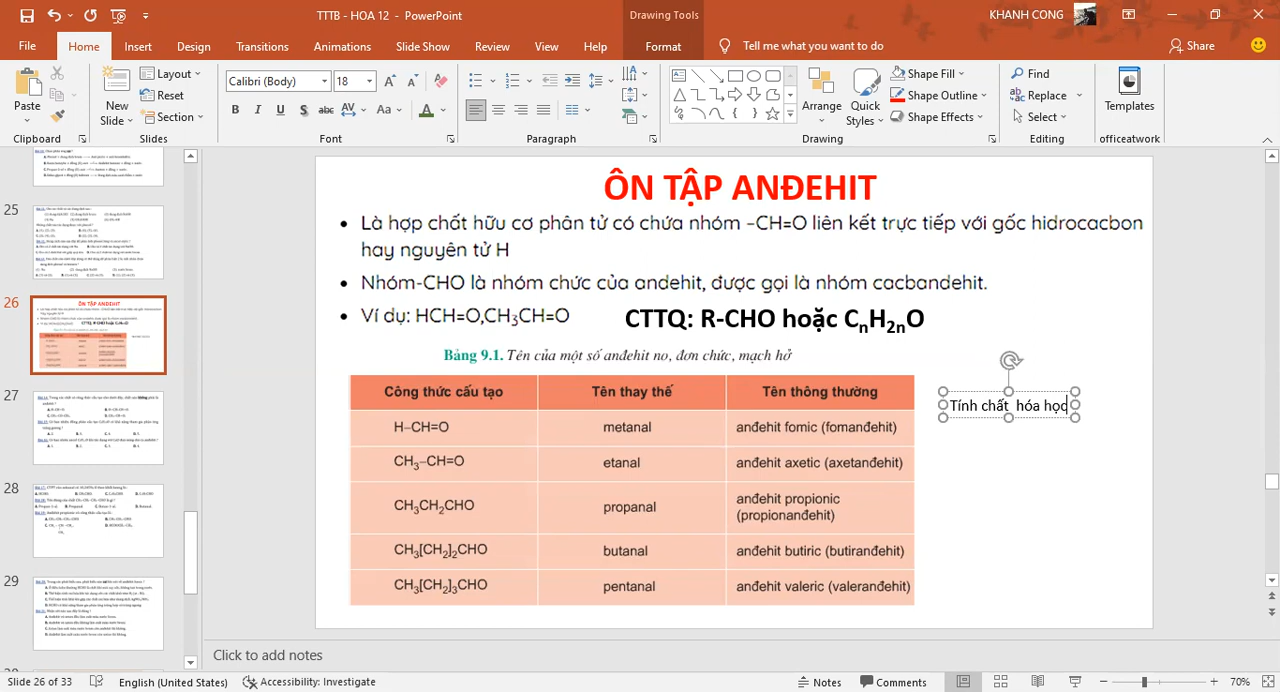 TTTB - HOA 12 - PowerPoint
Drawing Tools
KHANH CONG
File Home Insert Design Transitions Animations Slide Show Review View Help Format Tell me what you want to do Share
Paste
New Slide
Layout
Reset
Section
Calibri (Body) 18
B I U S abc AV Aa A
Arrange
Quick Styles
Shape Fill
Shape Outline
Shape Effects
Find
Replace
Select
Templates
Clipboard Slides Font Paragraph Drawing Editing officeatwork
25
26
27
28
29
ÔN TẬP ANĐEHIT
• Là hợp chất hữu cơ phân tử có chứa nhóm –CH=O liên kết trực tiếp với gốc hidrocacbon
hay nguyên tử H
• Nhóm-CHO là nhóm chức của andehit, được gọi là nhóm cacbandehit.
• Ví dụ: HCH=O,CH₃CH=O
CTTQ: R-CHO hoặc CₙH₂ₙO
Bảng 9.1. Tên của một số anđehit no, đơn chức, mạch hở
Công thức cấu tạo Tên thay thế Tên thông thường
H–CH=O metanal anđehit fomic (fomanđehit)
CH₃–CH=O etanal anđehit axetic (axetanđehit)
CH₃CH₂CHO propanal anđehit propionic
(propionanđehit)
CH₃[CH₂]₂CHO butanal anđehit butiric (butiranđehit)
CH₃[CH₂]₃CHO pentanal anđehit valeric (valeranđehit)
Tính chất hóa học
Click to add notes
Slide 26 of 33 English (United States) Accessibility: Investigate Notes Comments 70%